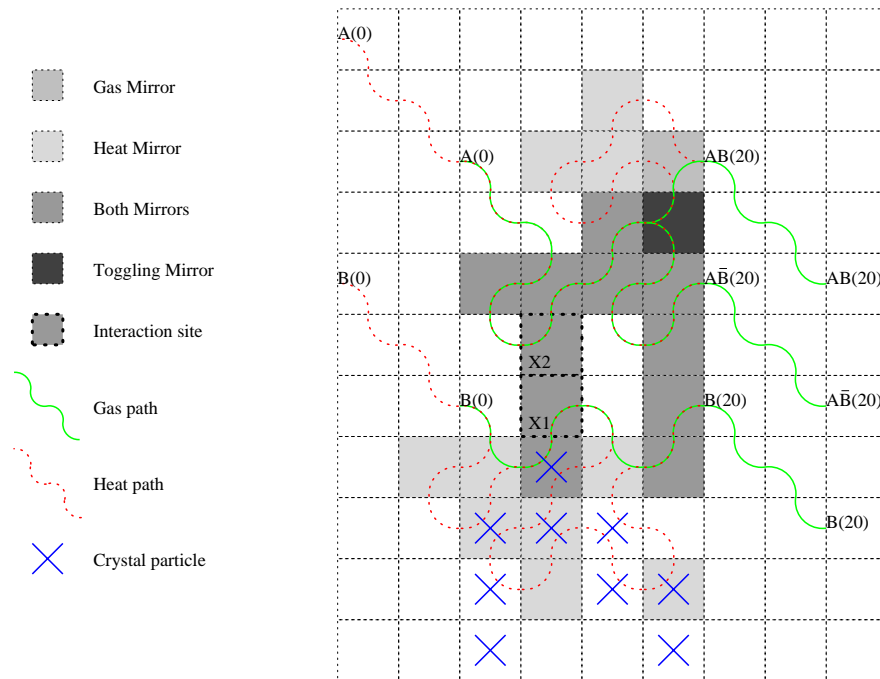 Gas Mirror
Heat Mirror
Both Mirrors
Toggling Mirror
Interaction site
Gas path
Heat path
Crystal particle
A(0)
A(0)
AB(20)
B(0)
AB̄(20)
AB(20)
X2
B(0)
B(20)
AB̄(20)
X1
B(20)